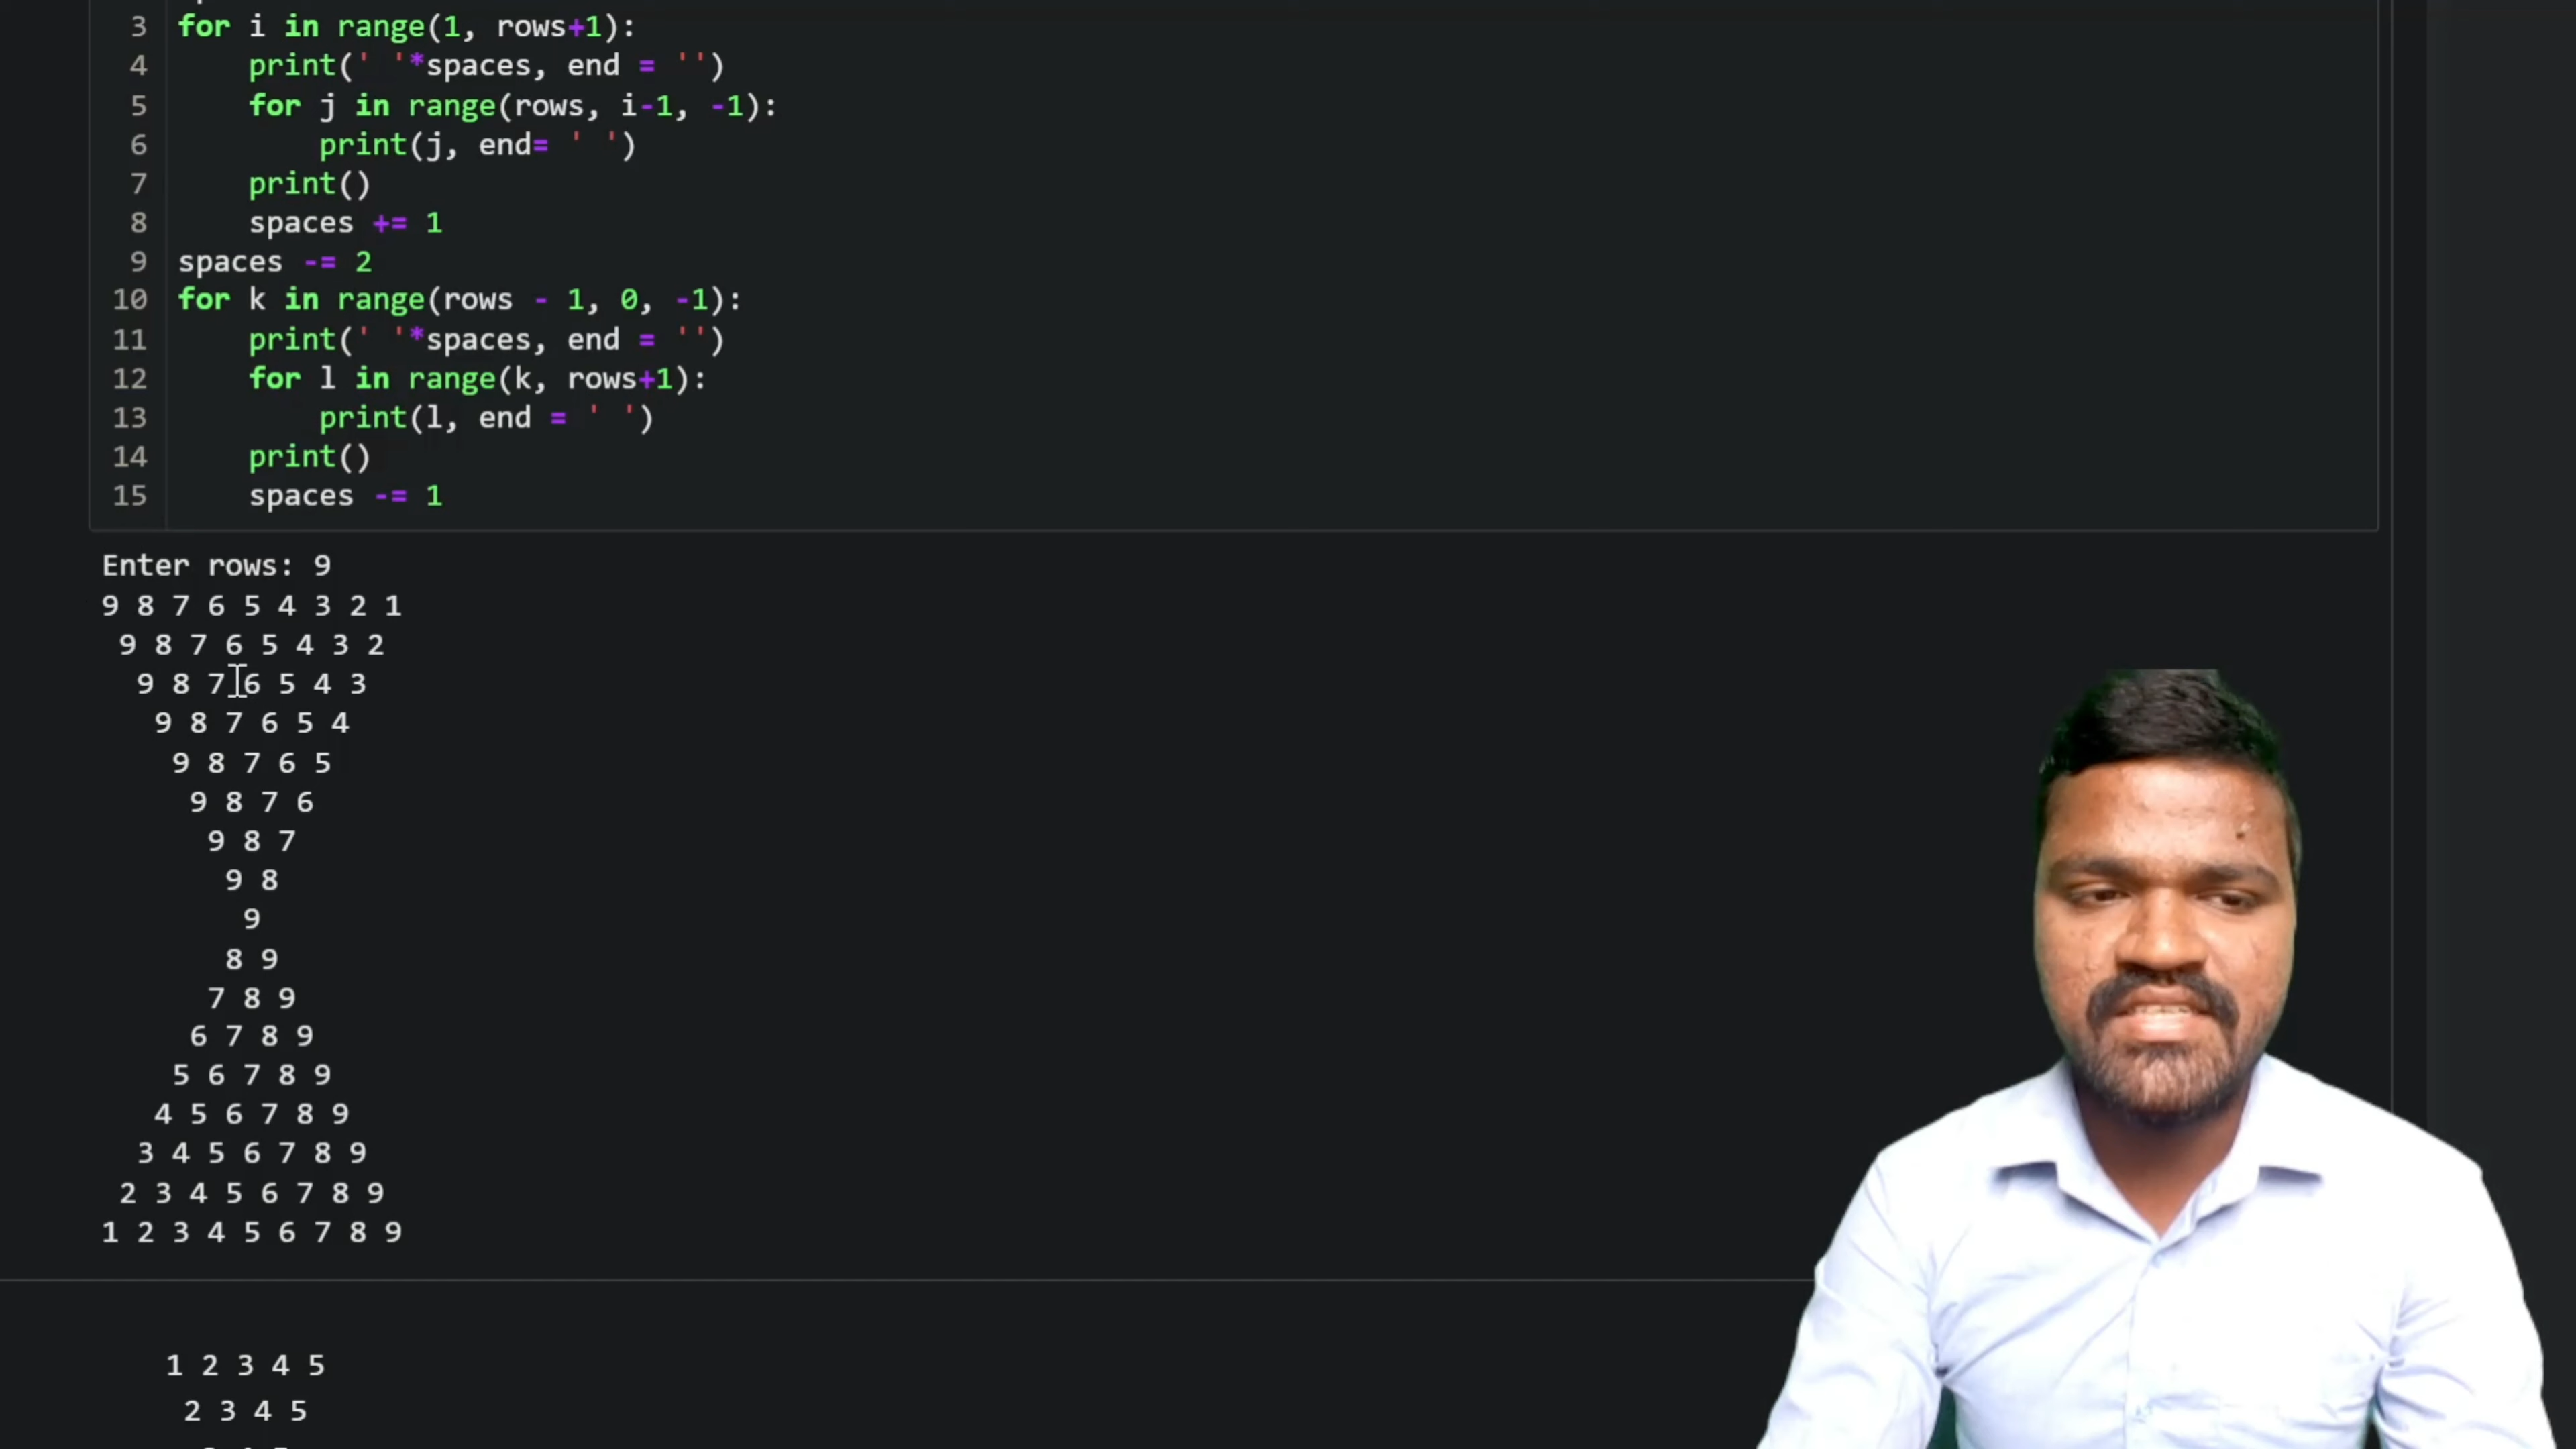 3 for i in range(1, rows+1):
4     print(' '*spaces, end = '')
5     for j in range(rows, i-1, -1):
6         print(j, end= ' ')
7     print()
8     spaces += 1
9 spaces -= 2
10 for k in range(rows - 1, 0, -1):
11     print(' '*spaces, end = '')
12     for l in range(k, rows+1):
13         print(l, end = ' ')
14     print()
15     spaces -= 1
Enter rows: 9
9 8 7 6 5 4 3 2 1
 9 8 7 6 5 4 3 2
  9 8 7 6 5 4 3
   9 8 7 6 5 4
    9 8 7 6 5
     9 8 7 6
      9 8 7
       9 8
        9
       8 9
      7 8 9
     6 7 8 9
    5 6 7 8 9
   4 5 6 7 8 9
  3 4 5 6 7 8 9
 2 3 4 5 6 7 8 9
1 2 3 4 5 6 7 8 9
1 2 3 4 5
 2 3 4 5